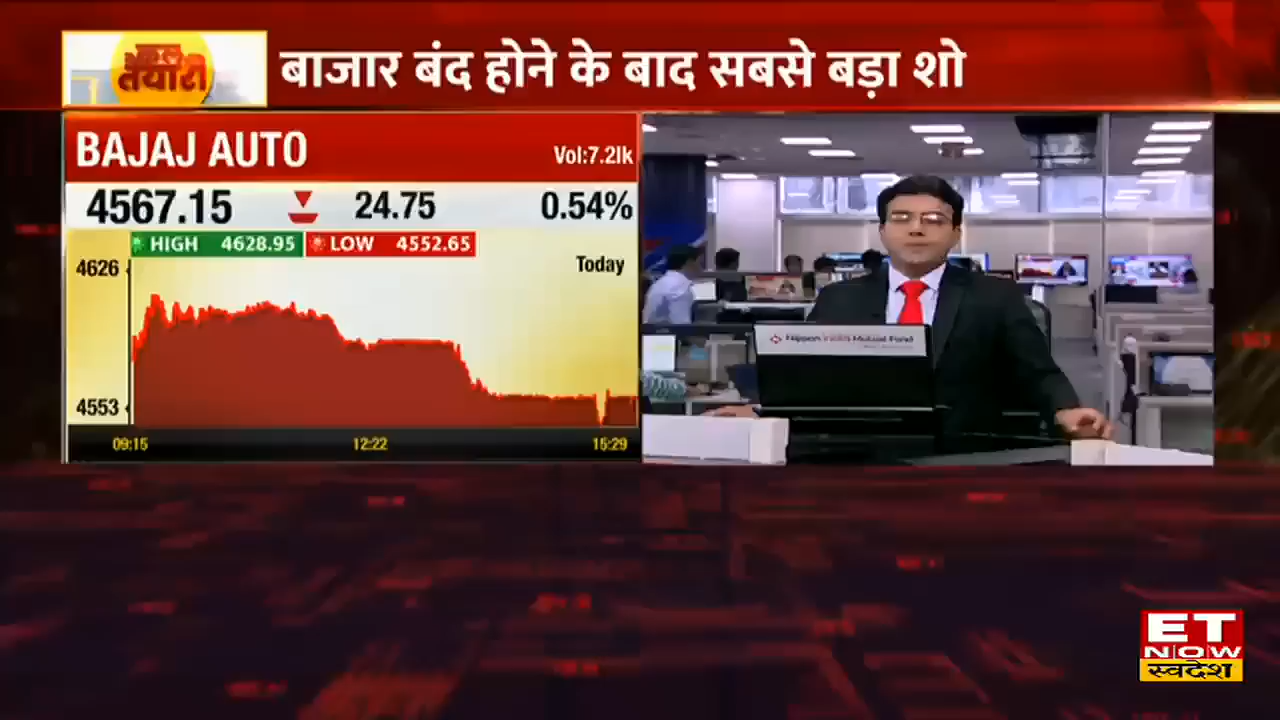 तैयारी
बाजार बंद होने के बाद सबसे बड़ा शो
BAJAJ AUTO
Vol:7.2lk
4567.15 24.75 0.54%
HIGH 4628.95 LOW 4552.65
Today
4626
4553
09:15 12:22 15:29
Nippon India Mutual Fund
ET
NOW
स्वदेश